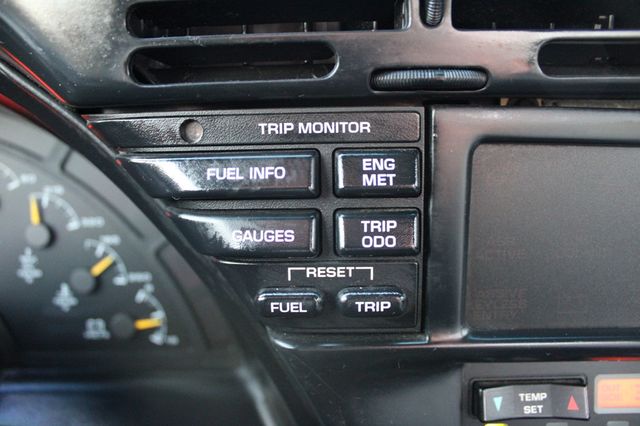 TRIP MONITOR
FUEL INFO
ENG
MET
GAUGES
TRIP
ODO
RESET
FUEL
TRIP
TEMP
SET